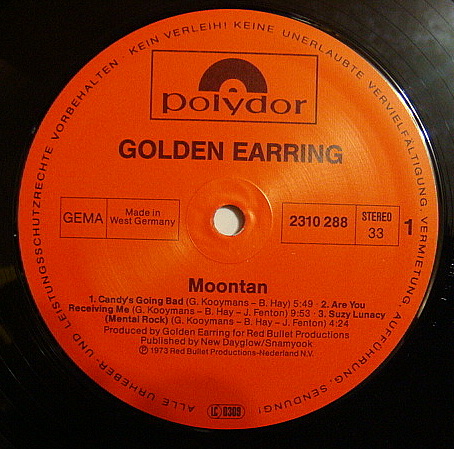 ALLE URHEBER- UND LEISTUNGSSCHUTZRECHTE VORBEHALTEN KEIN VERLEIH! KEINE UNERLAUBTE VERVIELFÄLTIGUNG, VERMIETUNG, AUFFÜHRUNG, SENDUNG!
polydor
GOLDEN EARRING
GEMA
Made in
West Germany
2310 288
STEREO
33
1
Moontan
1. Candy's Going Bad (G. Kooymans – B. Hay) 5:49 · 2. Are You
Receiving Me (G. Kooymans – B. Hay – J. Fenton) 9:53 · 3. Suzy Lunacy
(Mental Rock) (G. Kooymans – B. Hay – J. Fenton) 4:24
Produced by Golden Earring for Red Bullet Productions
Published by New Dayglow/Snamyook
Ⓟ 1973 Red Bullet Productions-Nederland N.V.
LC 0309